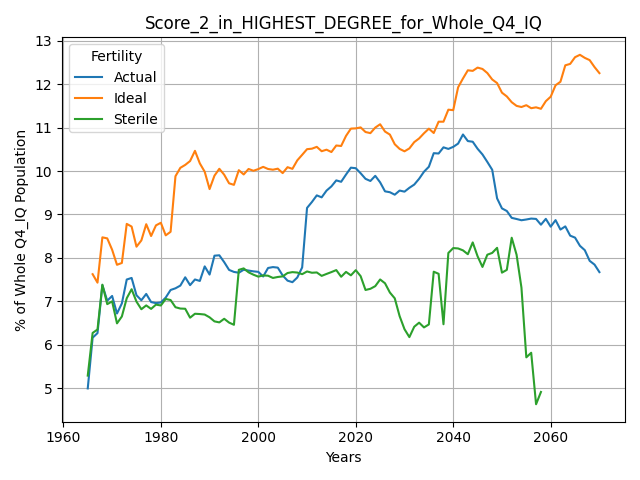 Score_2_in_HIGHEST_DEGREE_for_Whole_Q4_IQ
% of Whole Q4_IQ Population
13
12
11
10
9
8
7
6
5
Fertility
Actual
Ideal
Sterile
1960 1980 2000 2020 2040 2060
Years